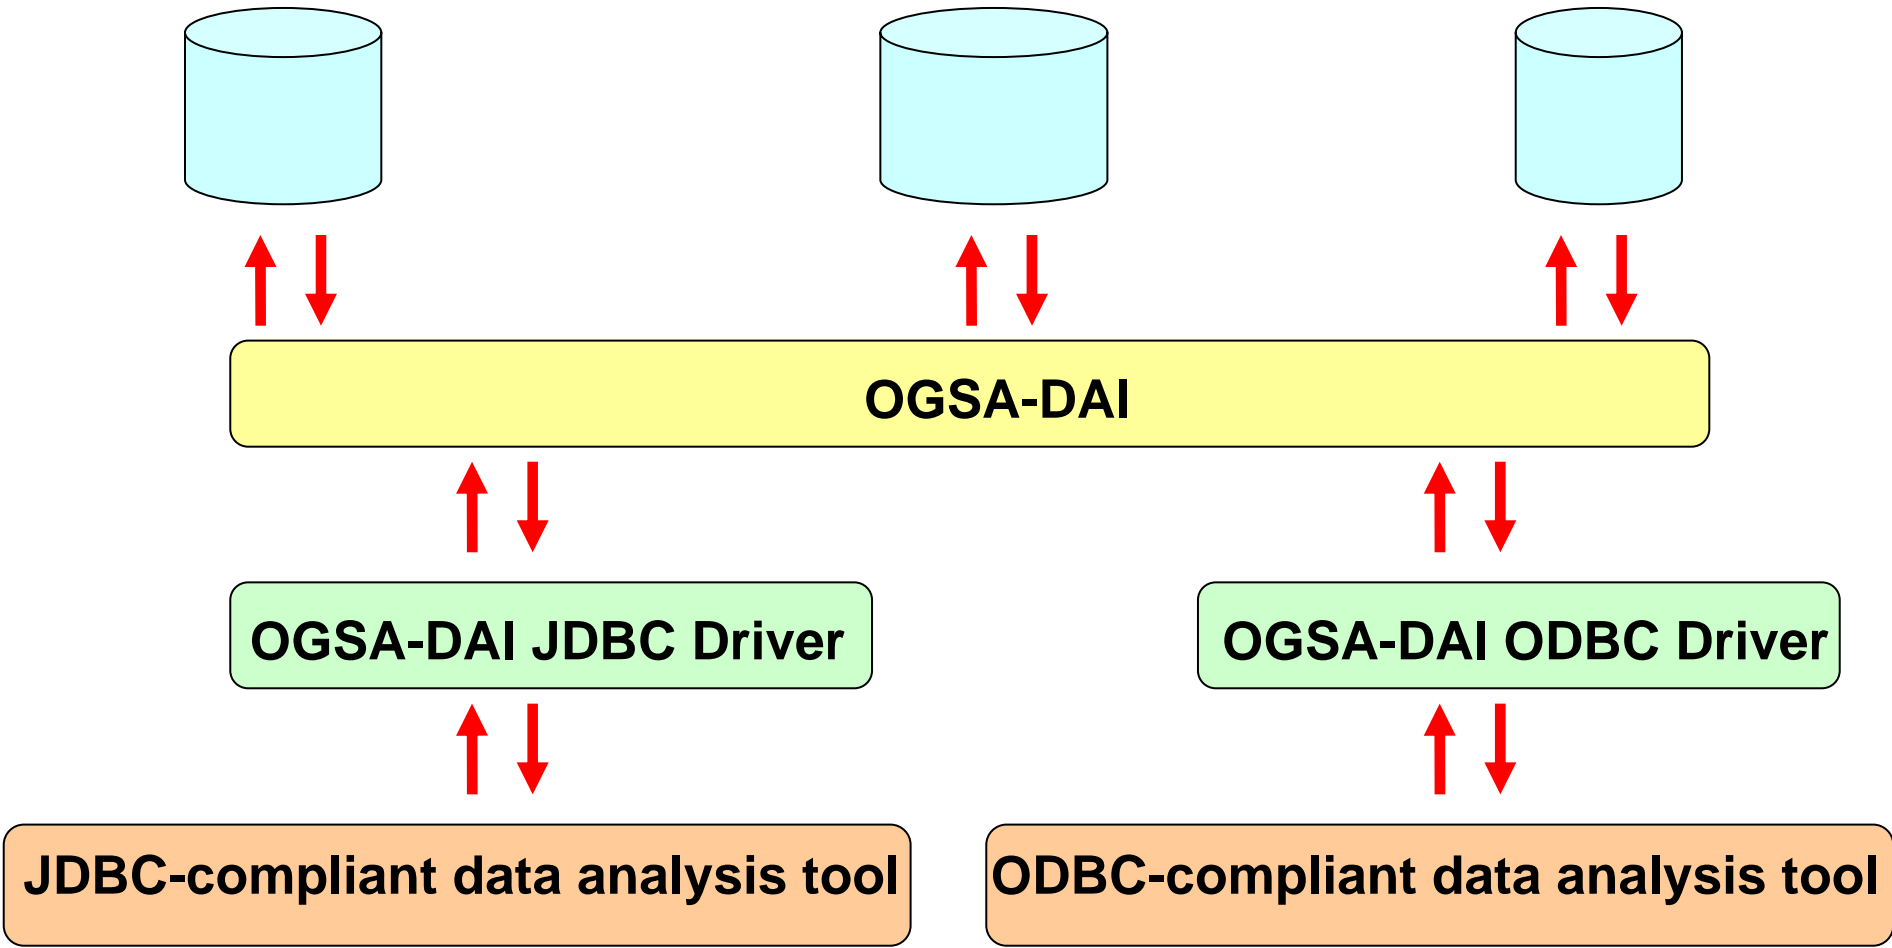 OGSA-DAI
OGSA-DAI JDBC Driver
OGSA-DAI ODBC Driver
JDBC-compliant data analysis tool
ODBC-compliant data analysis tool